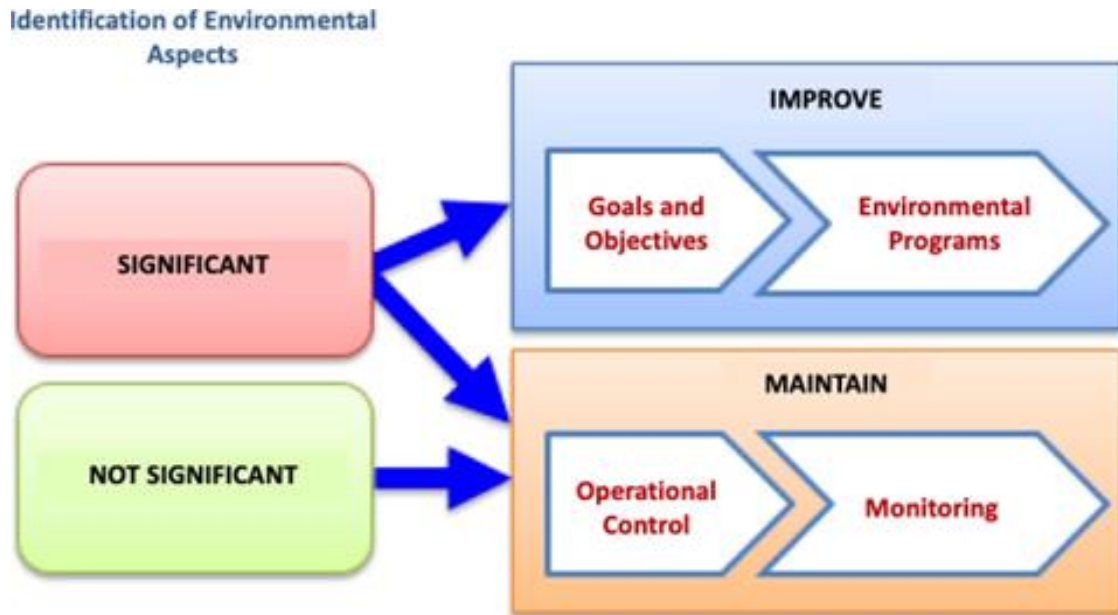 Identification of Environmental
Aspects
IMPROVE
Goals and
Objectives
Environmental
Programs
SIGNIFICANT
MAINTAIN
NOT SIGNIFICANT
Operational
Control
Monitoring